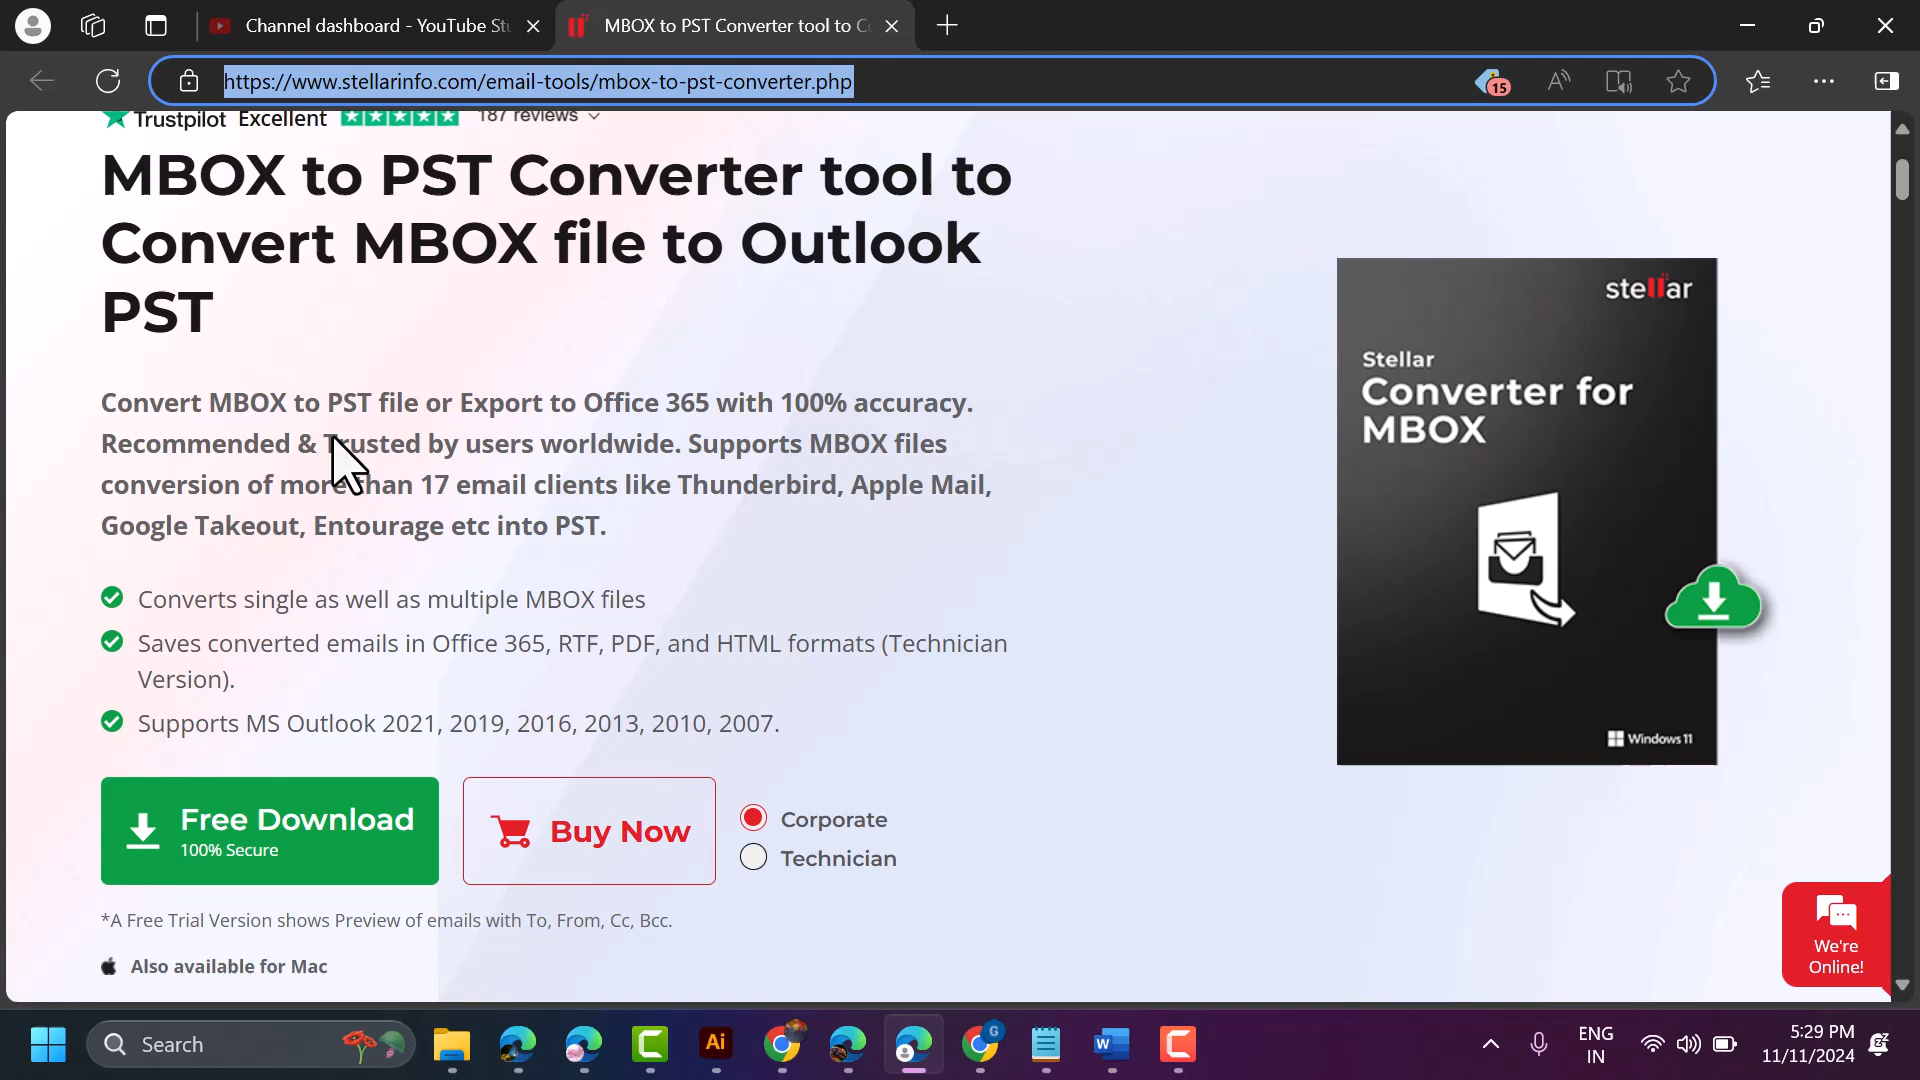 Channel dashboard - YouTube Stu
MBOX to PST Converter tool to Co
https://www.stellarinfo.com/email-tools/mbox-to-pst-converter.php
15
Trustpilot Excellent 187 reviews
MBOX to PST Converter tool to
Convert MBOX file to Outlook
PST
Convert MBOX to PST file or Export to Office 365 with 100% accuracy.
Recommended & Trusted by users worldwide. Supports MBOX files
conversion of more than 17 email clients like Thunderbird, Apple Mail,
Google Takeout, Entourage etc into PST.
Converts single as well as multiple MBOX files
Saves converted emails in Office 365, RTF, PDF, and HTML formats (Technician
Version).
Supports MS Outlook 2021, 2019, 2016, 2013, 2010, 2007.
Free Download
100% Secure
Buy Now
Corporate
Technician
*A Free Trial Version shows Preview of emails with To, From, Cc, Bcc.
Also available for Mac
stellar
Stellar
Converter for
MBOX
Windows 11
We're
Online!
Search
Ai
G
W
ENG
IN
5:29 PM
11/11/2024